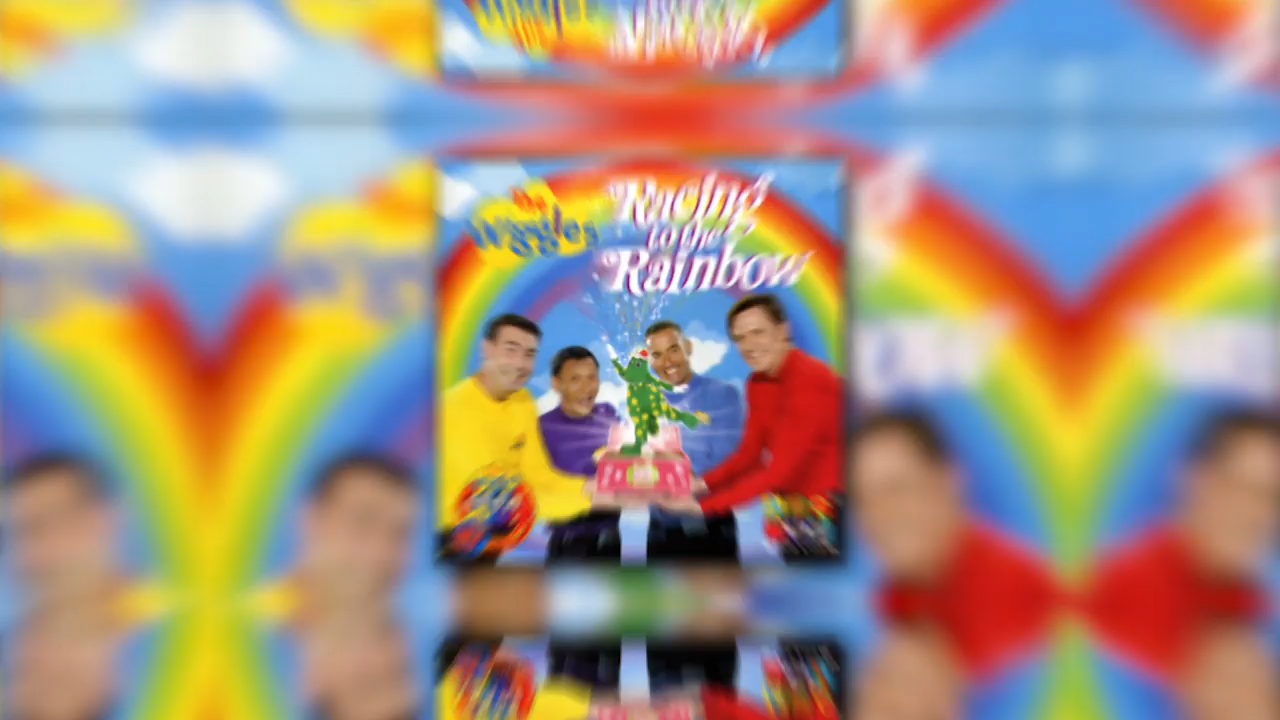 the
Wiggles
Racing
to the
Rainbow